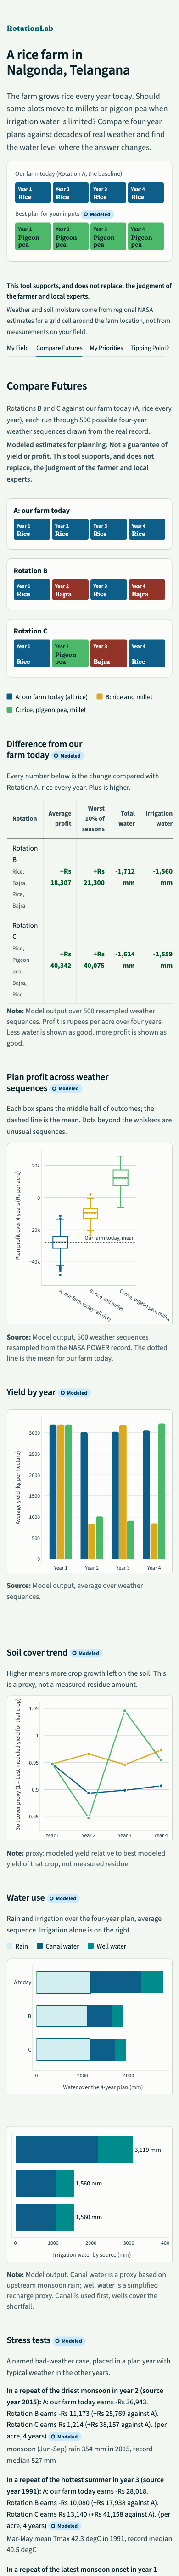 RotationLab
A rice farm in
Nalgonda, Telangana
The farm grows rice every year today. Should
some plots move to millets or pigeon pea when
irrigation water is limited? Compare four-year
plans against decades of real weather and find
the water level where the answer changes.
Our farm today (Rotation A, the baseline)
Year 1 Year 2 Year 3 Year 4
Rice Rice Rice Rice
Best plan for your inputs Modeled
Year 1 Year 2 Year 3 Year 4
Pigeon pea Pigeon pea Pigeon pea Pigeon pea
This tool supports, and does not replace, the judgment of
the farmer and local experts.
Weather and soil moisture come from regional NASA
estimates for a grid cell around the farm location, not from
measurements on your field.
My Field Compare Futures My Priorities Tipping Point
Compare Futures
Rotations B and C against our farm today (A, rice every
year), each run through 500 possible four-year
weather sequences drawn from the real record.
Modeled estimates for planning. Not a guarantee of
yield or profit. This tool supports, and does not
replace, the judgment of the farmer and local
experts.
A: our farm today
Year 1 Year 2 Year 3 Year 4
Rice Rice Rice Rice
Rotation B
Year 1 Year 2 Year 3 Year 4
Rice Bajra Rice Bajra
Rotation C
Year 1 Year 2 Year 3 Year 4
Rice Pigeon pea Bajra Rice
A: our farm today (all rice) B: rice and millet
C: rice, pigeon pea, millet
Difference from our
farm today Modeled
Every number below is the change compared with
Rotation A, rice every year. Plus is higher.
Rotation Average profit Worst 10% of seasons Total water Irrigation water
Rotation B Rice, Bajra, Rice, Bajra +Rs 18,307 +Rs 21,300 -1,712 mm -1,560 mm
Rotation C Rice, Pigeon pea, Bajra, Rice +Rs 40,342 +Rs 40,075 -1,614 mm -1,559 mm
Note: Model output over 500 resampled weather
sequences. Profit is rupees per acre over four years.
Less water is shown as good, more profit is shown as
good.
Plan profit across weather
sequences Modeled
Each box spans the middle half of outcomes; the
dashed line is the mean. Dots beyond the whiskers are
unusual sequences.
Plan profit over 4 years (Rs per acre)
20k
0
−20k
−40k
Our farm today, mean
A: our farm today (all rice)
B: rice and millet
C: rice, pigeon pea, millet
Source: Model output, 500 weather sequences
resampled from the NASA POWER record. The dotted
line is the mean for our farm today.
Yield by year Modeled
Average yield (kg per hectare)
3000
2500
2000
1500
1000
500
0
Year 1 Year 2 Year 3 Year 4
Source: Model output, average over weather
sequences.
Soil cover trend Modeled
Higher means more crop growth left on the soil. This
is a proxy, not a measured residue amount.
Soil cover proxy (1 = best modeled yield for that crop)
1.05
1
0.95
0.9
0.85
Year 1 Year 2 Year 3 Year 4
Note: proxy: modeled yield relative to best modeled
yield of that crop, not measured residue
Water use Modeled
Rain and irrigation over the four-year plan, average
sequence. Irrigation alone is on the right.
Rain Canal water Well water
A today
B
C
0 2000 4000
Water over the 4-year plan (mm)
3,119 mm
1,560 mm
1,560 mm
0 1000 2000 3000 400
Irrigation water by source (mm)
Note: Model output. Canal water is a proxy based on
upstream monsoon rain; well water is a simplified
recharge proxy. Canal is used first, wells cover the
shortfall.
Stress tests Modeled
A named bad-weather case, placed in a plan year with
typical weather in the other years.
In a repeat of the driest monsoon in year 2 (source
year 2015): A: our farm today earns -Rs 36,943.
Rotation B earns -Rs 11,173 (+Rs 25,769 against A).
Rotation C earns Rs 1,214 (+Rs 38,157 against A). (per
acre, 4 years) Modeled
monsoon (Jun-Sep) rain 354 mm in 2015, record
median 527 mm
In a repeat of the hottest summer in year 3 (source
year 1991): A: our farm today earns -Rs 28,018.
Rotation B earns -Rs 10,080 (+Rs 17,938 against A).
Rotation C earns Rs 13,140 (+Rs 41,158 against A). (per
acre, 4 years) Modeled
Mar-May mean Tmax 42.3 degC in 1991, record median
40.5 degC
In a repeat of the latest monsoon onset in year 1